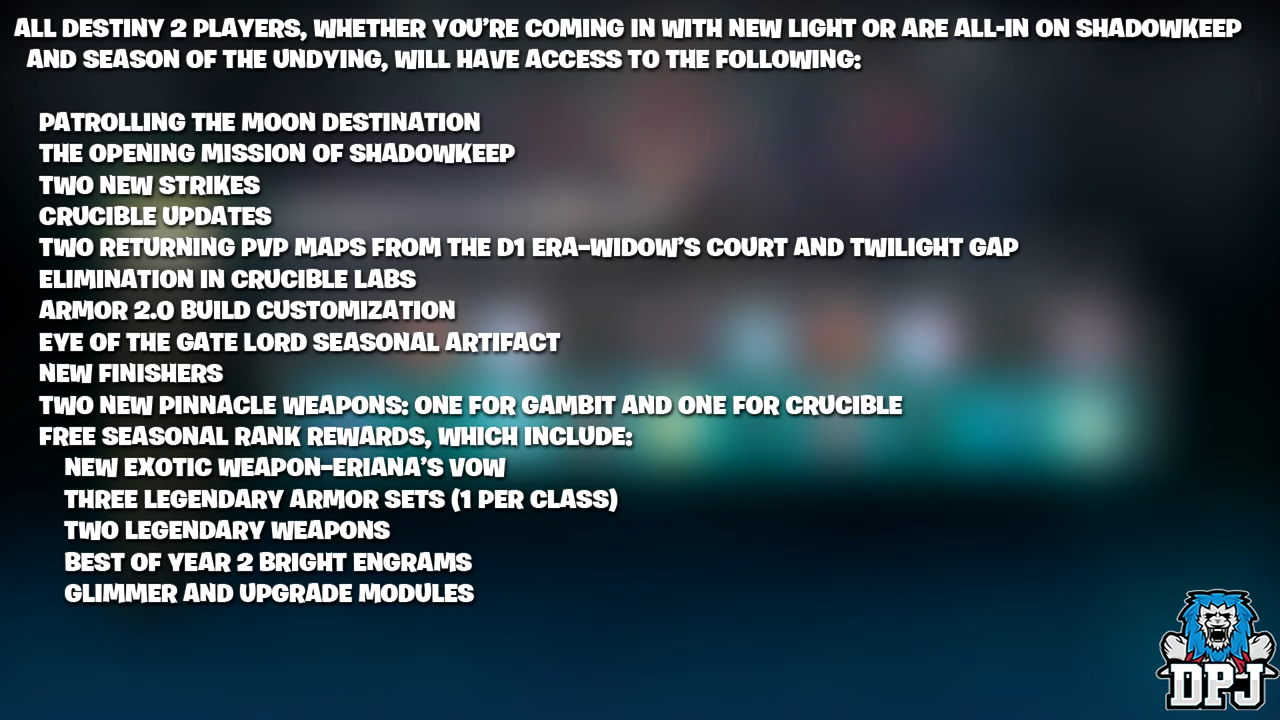 ALL DESTINY 2 PLAYERS, WHETHER YOU'RE COMING IN WITH NEW LIGHT OR ARE ALL-IN ON SHADOWKEEP
AND SEASON OF THE UNDYING, WILL HAVE ACCESS TO THE FOLLOWING:
PATROLLING THE MOON DESTINATION
THE OPENING MISSION OF SHADOWKEEP
TWO NEW STRIKES
CRUCIBLE UPDATES
TWO RETURNING PVP MAPS FROM THE D1 ERA–WIDOW'S COURT AND TWILIGHT GAP
ELIMINATION IN CRUCIBLE LABS
ARMOR 2.0 BUILD CUSTOMIZATION
EYE OF THE GATE LORD SEASONAL ARTIFACT
NEW FINISHERS
TWO NEW PINNACLE WEAPONS: ONE FOR GAMBIT AND ONE FOR CRUCIBLE
FREE SEASONAL RANK REWARDS, WHICH INCLUDE:
NEW EXOTIC WEAPON–ERIANA'S VOW
THREE LEGENDARY ARMOR SETS (1 PER CLASS)
TWO LEGENDARY WEAPONS
BEST OF YEAR 2 BRIGHT ENGRAMS
GLIMMER AND UPGRADE MODULES
DPJ